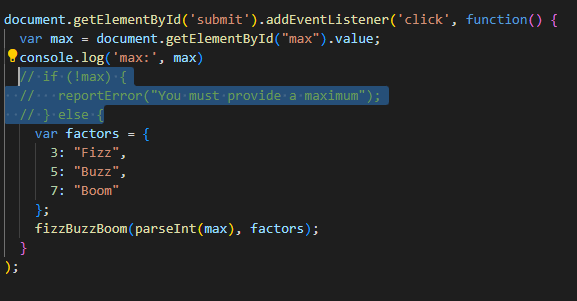 document.getElementById('submit').addEventListener('click', function() {
  var max = document.getElementById("max").value;
  console.log('max:', max)
  // if (!max) {
  //   reportError("You must provide a maximum");
  // } else {
    var factors = {
      3: "Fizz",
      5: "Buzz",
      7: "Boom"
    };
    fizzBuzzBoom(parseInt(max), factors);
  }
);